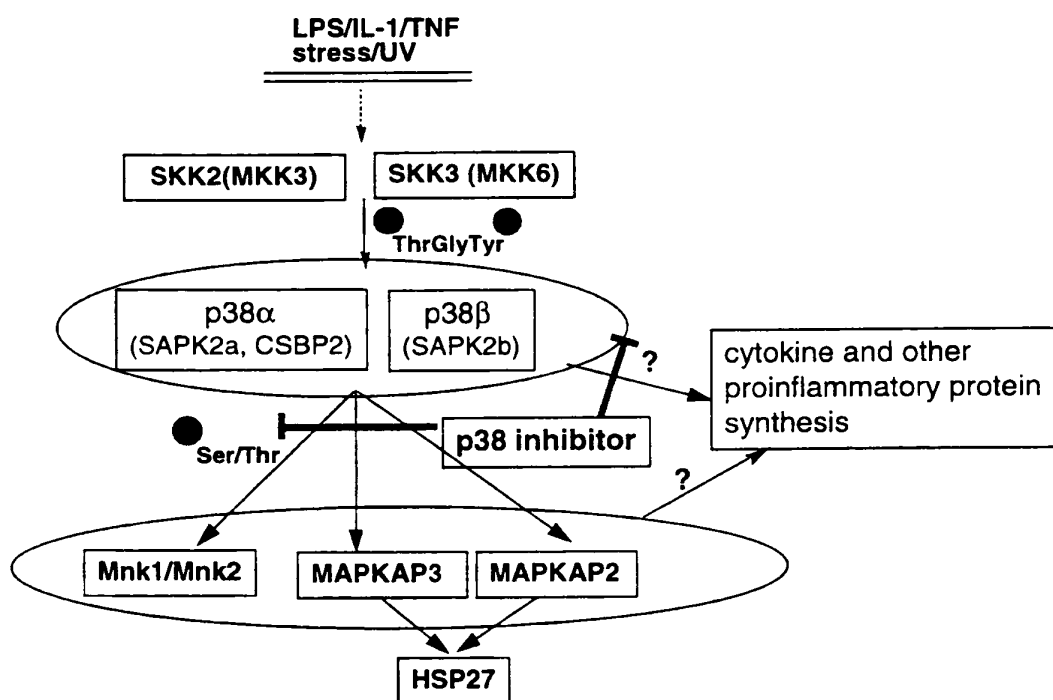 LPS/IL-1/TNF
stress/UV
SKK2(MKK3)
SKK3 (MKK6)
ThrGlyTyr
p38α
(SAPK2a, CSBP2)
p38β
(SAPK2b)
?
cytokine and other
proinflammatory protein
synthesis
Ser/Thr
p38 inhibitor
?
Mnk1/Mnk2
MAPKAP3
MAPKAP2
HSP27